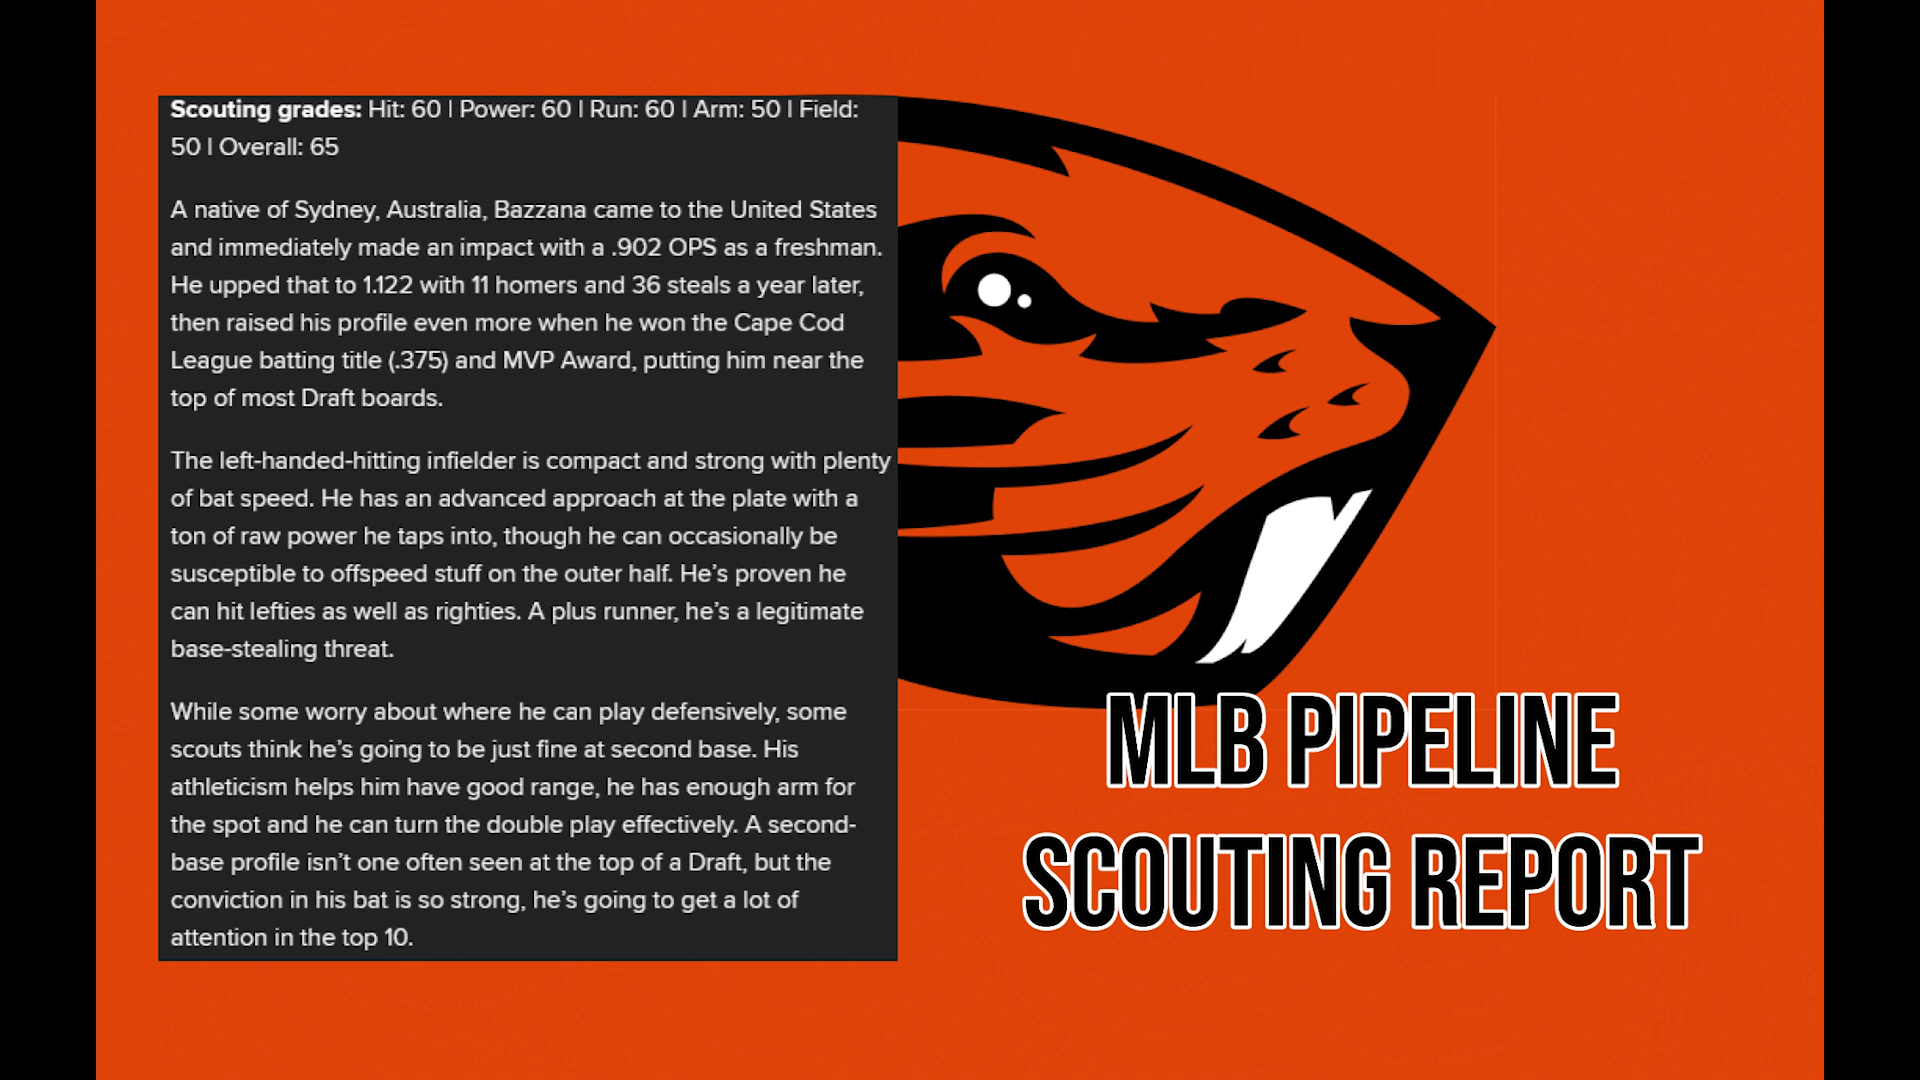 Scouting grades: Hit: 60 | Power: 60 | Run: 60 | Arm: 50 | Field:
50 | Overall: 65
A native of Sydney, Australia, Bazzana came to the United States
and immediately made an impact with a .902 OPS as a freshman.
He upped that to 1.122 with 11 homers and 36 steals a year later,
then raised his profile even more when he won the Cape Cod
League batting title (.375) and MVP Award, putting him near the
top of most Draft boards.
The left-handed-hitting infielder is compact and strong with plenty
of bat speed. He has an advanced approach at the plate with a
ton of raw power he taps into, though he can occasionally be
susceptible to offspeed stuff on the outer half. He’s proven he
can hit lefties as well as righties. A plus runner, he’s a legitimate
base-stealing threat.
While some worry about where he can play defensively, some
scouts think he’s going to be just fine at second base. His
athleticism helps him have good range, he has enough arm for
the spot and he can turn the double play effectively. A second-
base profile isn’t one often seen at the top of a Draft, but the
conviction in his bat is so strong, he’s going to get a lot of
attention in the top 10.
MLB PIPELINE
SCOUTING REPORT